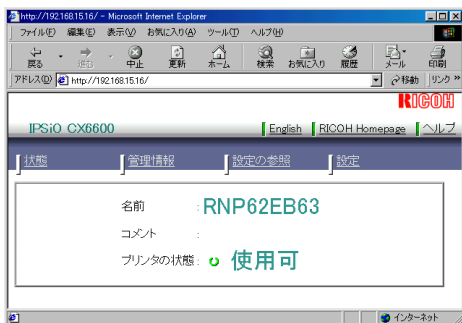 http://192.168.15.16/ - Microsoft Internet Explorer
ファイル(F) 編集(E) 表示(V) お気に入り(A) ツール(T) ヘルプ(H)
戻る 進む 中止 更新 ホーム 検索 お気に入り 履歴 メール 印刷
アドレス(D) http://192.168.15.16/ 移動 リンク »
RICOH
IPSiO CX6600 English RICOH Homepage ヘルプ
状態 管理情報 設定の参照 設定
名前 : RNP62EB63
コメント :
プリンタの状態 : 使用可
インターネット